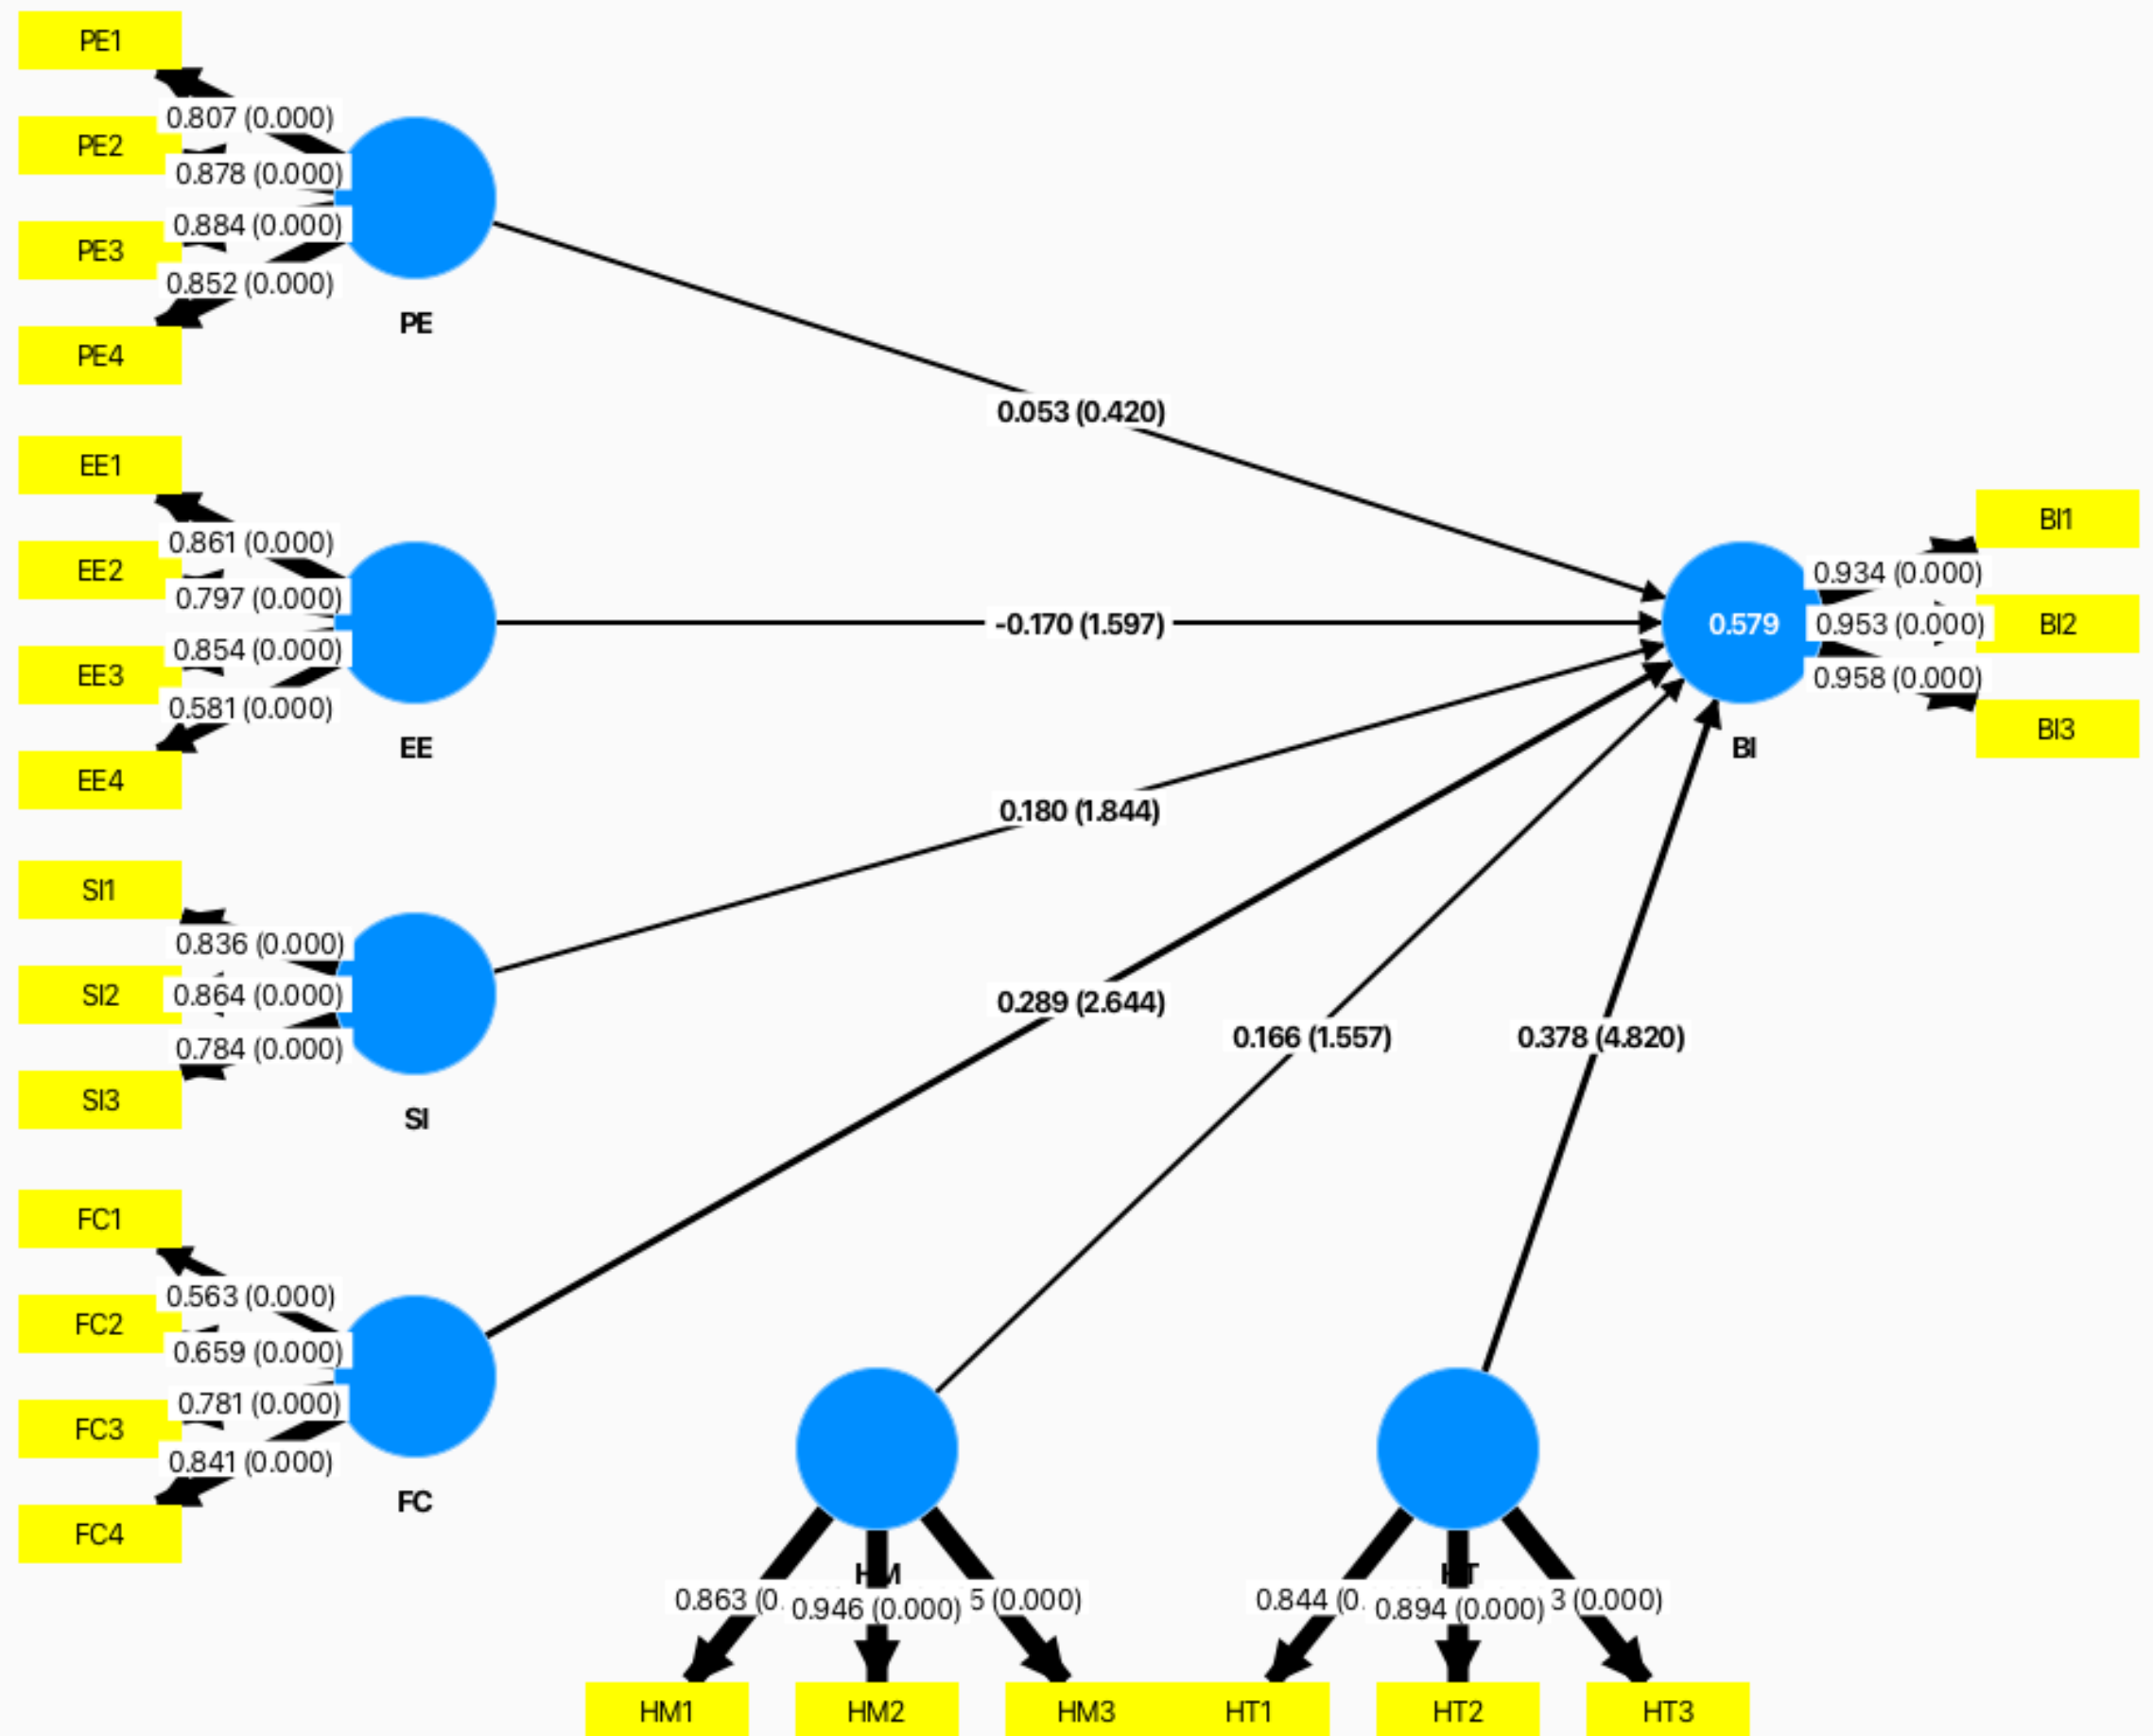 PE1
0.807 (0.000)
PE2
0.878 (0.000)
0.884 (0.000)
PE3
0.852 (0.000)
PE4
PE
0.053 (0.420)
EE1
0.861 (0.000)
EE2
0.797 (0.000)
0.854 (0.000)
EE3
0.581 (0.000)
EE4
EE
-0.170 (1.597)
0.579
BI
BI1
0.934 (0.000)
0.953 (0.000)
BI2
0.958 (0.000)
BI3
0.180 (1.844)
SI1
0.836 (0.000)
SI2
0.864 (0.000)
0.784 (0.000)
SI3
SI
0.289 (2.644)
0.166 (1.557)
0.378 (4.820)
FC1
0.563 (0.000)
FC2
0.659 (0.000)
0.781 (0.000)
FC3
0.841 (0.000)
FC4
FC
HM
HT
0.863 (0.
0.946 (0.000)
5 (0.000)
0.844 (0.
0.894 (0.000)
3 (0.000)
HM1
HM2
HM3
HT1
HT2
HT3